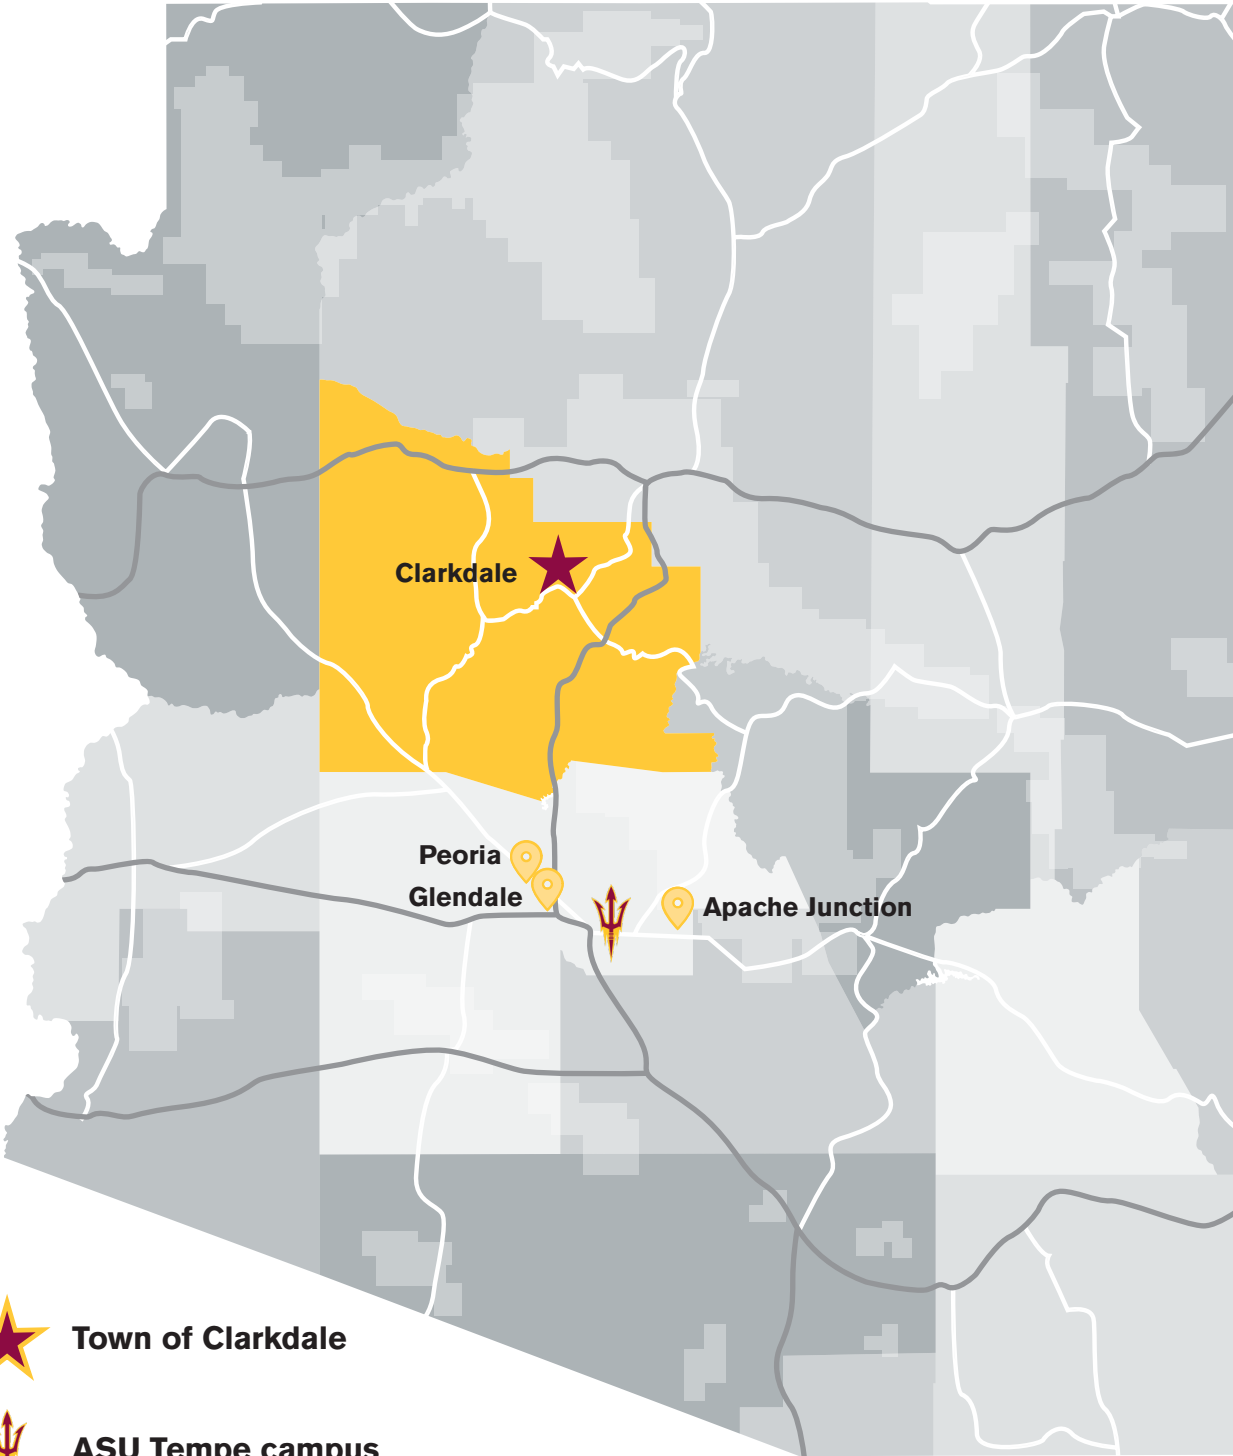 Clarkdale
Peoria
Glendale
Apache Junction
Town of Clarkdale
ASU Tempe campus